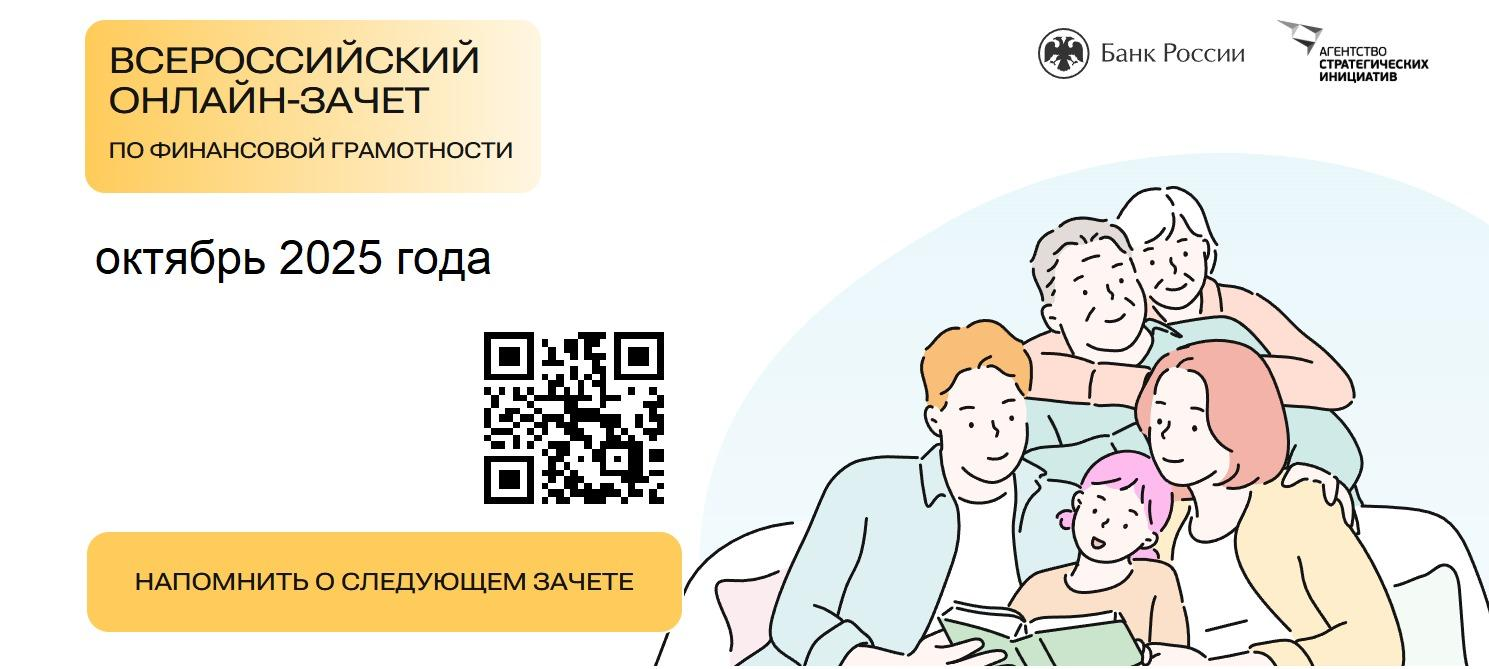 ВСЕРОССИЙСКИЙ
ОНЛАЙН-ЗАЧЕТ
ПО ФИНАНСОВОЙ ГРАМОТНОСТИ
Банк России
АГЕНТСТВО
СТРАТЕГИЧЕСКИХ
ИНИЦИАТИВ
октябрь 2025 года
НАПОМНИТЬ О СЛЕДУЮЩЕМ ЗАЧЕТЕ